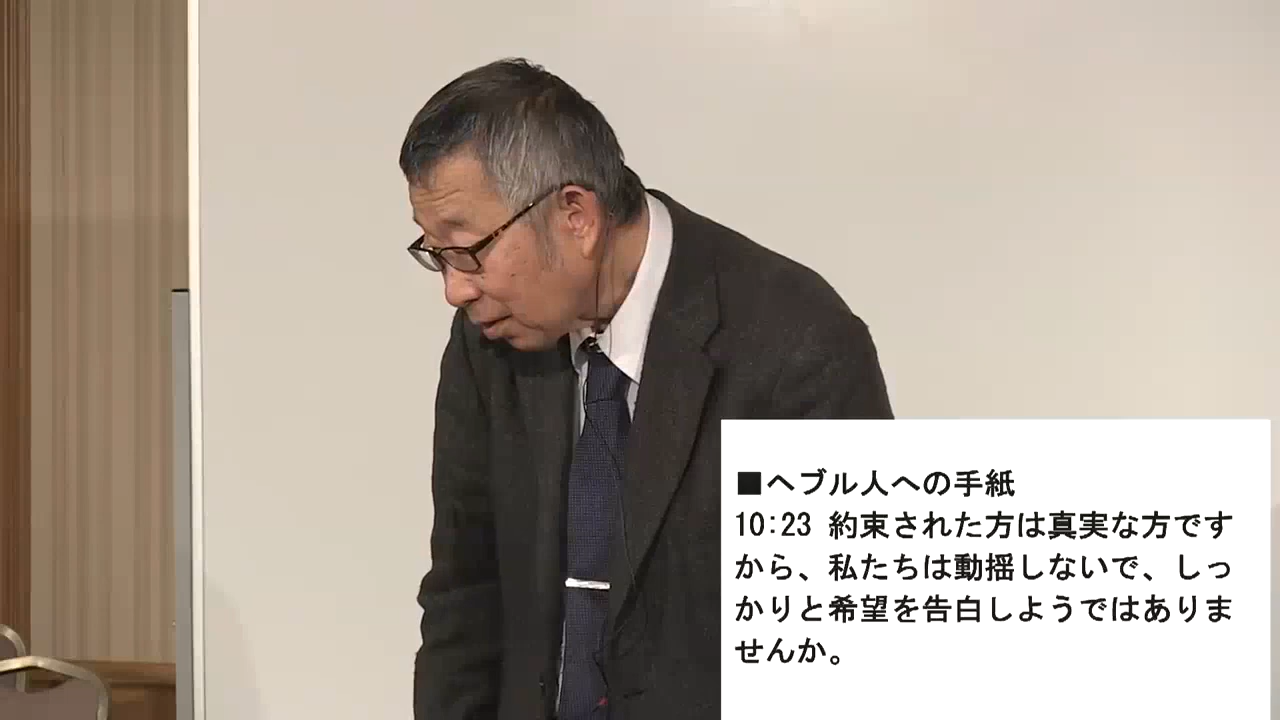 ■ヘブル人への手紙
10:23 約束された方は真実な方です
から、私たちは動揺しないで、しっ
かりと希望を告白しようではありま
せんか。